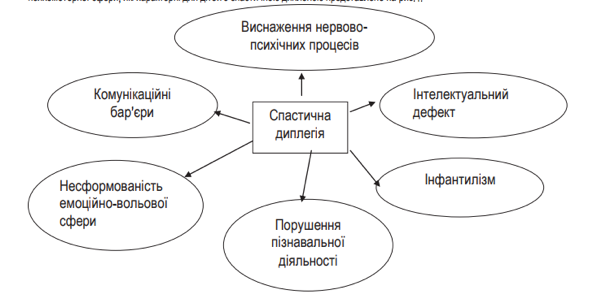 Виснаження нервово-
психічних процесів
Комунікаційні
бар'єри
Спастична
диплегія
Інтелектуальний
дефект
Несформованість
емоційно-вольової
сфери
Інфантилізм
Порушення
пізнавальної
діяльності